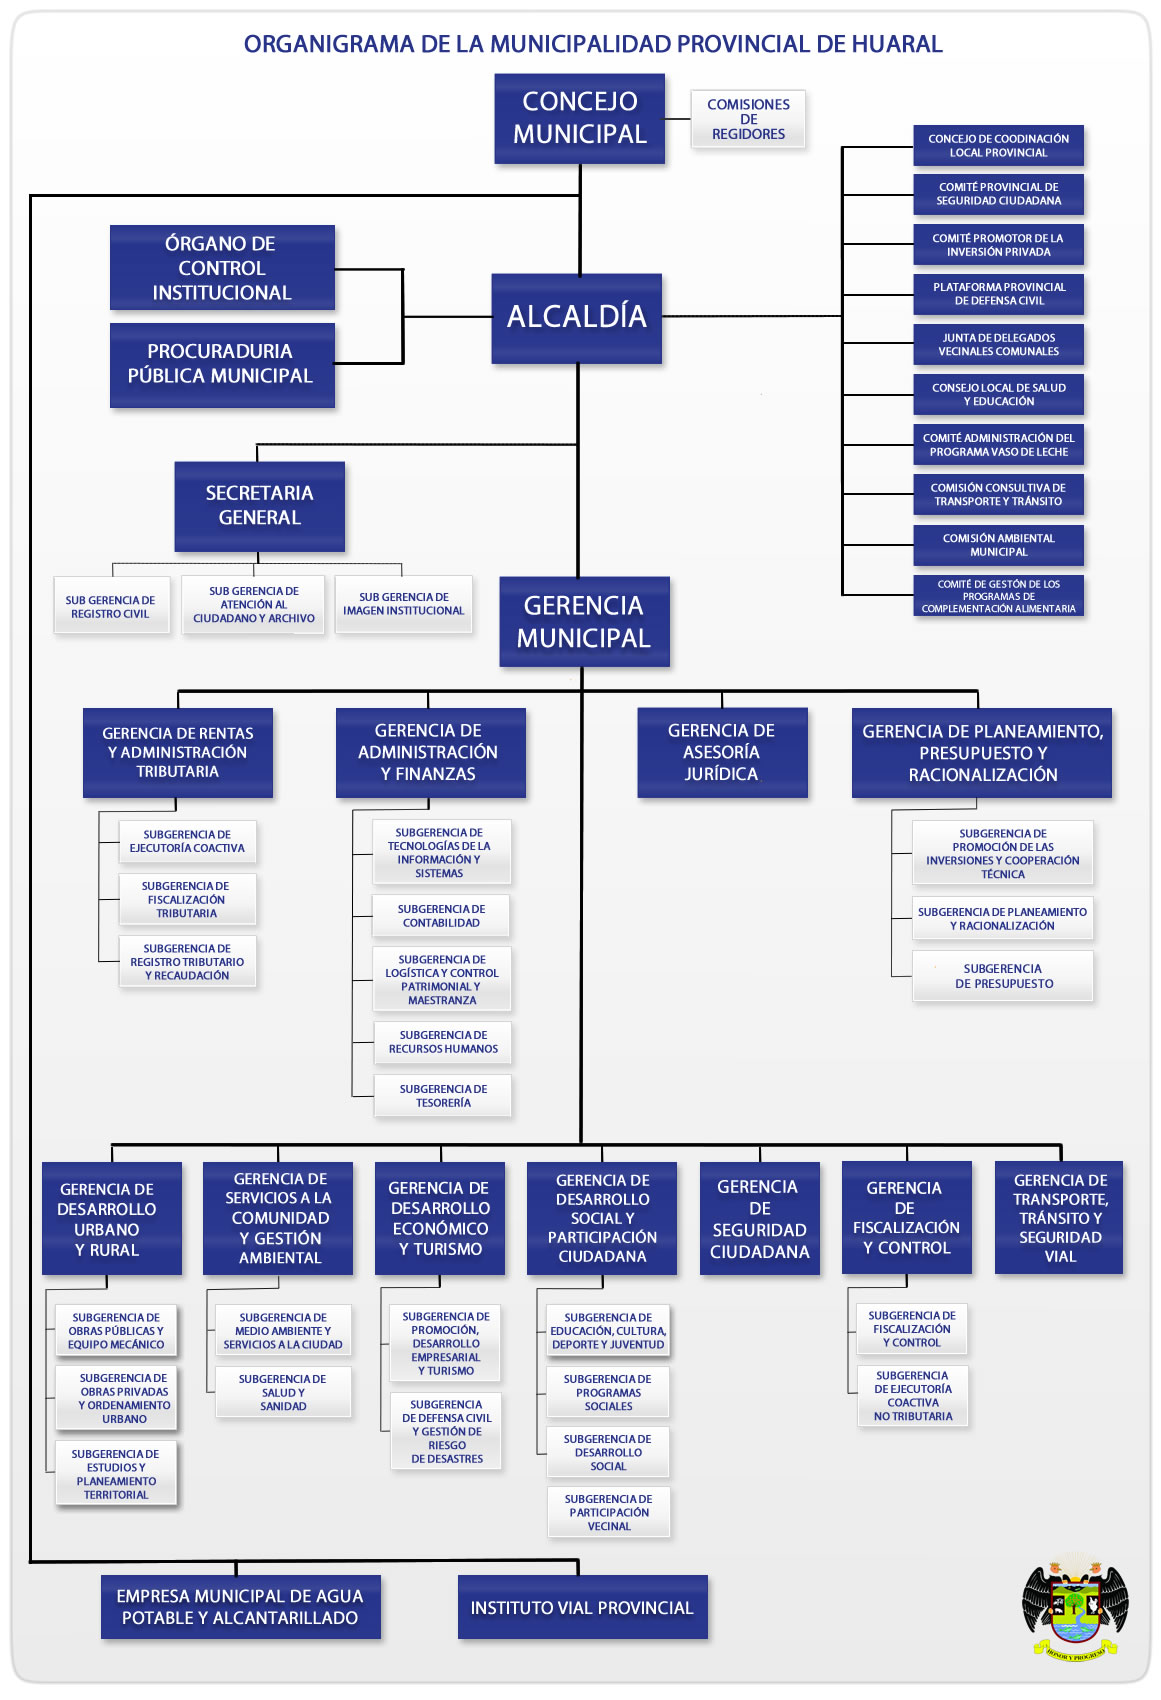 ORGANIGRAMA DE LA MUNICIPALIDAD PROVINCIAL DE HUARAL
CONCEJO
MUNICIPAL
COMISIONES
DE
REGIDORES
CONCEJO DE COODINACIÓN
LOCAL PROVINCIAL
COMITÉ PROVINCIAL DE
SEGURIDAD CIUDADANA
COMITÉ PROMOTOR DE LA
INVERSIÓN PRIVADA
PLATAFORMA PROVINCIAL
DE DEFENSA CIVIL
JUNTA DE DELEGADOS
VECINALES COMUNALES
CONSEJO LOCAL DE SALUD
Y EDUCACIÓN
COMITÉ ADMINISTRACIÓN DEL
PROGRAMA VASO DE LECHE
COMISIÓN CONSULTIVA DE
TRANSPORTE Y TRÁNSITO
COMISIÓN AMBIENTAL
MUNICIPAL
COMITÉ DE GESTÓN DE LOS
PROGRAMAS DE
COMPLEMENTACIÓN ALIMENTARIA
ÓRGANO DE
CONTROL
INSTITUCIONAL
PROCURADURIA
PÚBLICA MUNICIPAL
ALCALDÍA
SECRETARIA
GENERAL
SUB GERENCIA DE
REGISTRO CIVIL
SUB GERENCIA DE
ATENCIÓN AL
CIUDADANO Y ARCHIVO
SUB GERENCIA DE
IMAGEN INSTITUCIONAL
GERENCIA
MUNICIPAL
GERENCIA DE RENTAS
Y ADMINISTRACIÓN
TRIBUTARIA
SUBGERENCIA DE
EJECUTORÍA COACTIVA
SUBGERENCIA DE
FISCALIZACIÓN
TRIBUTARIA
SUBGERENCIA DE
REGISTRO TRIBUTARIO
Y RECAUDACIÓN
GERENCIA DE
ADMINISTRACIÓN
Y FINANZAS
SUBGERENCIA DE
TECNOLOGÍAS DE LA
INFORMACIÓN Y
SISTEMAS
SUBGERENCIA DE
CONTABILIDAD
SUBGERENCIA DE
LOGÍSTICA Y CONTROL
PATRIMONIAL Y
MAESTRANZA
SUBGERENCIA DE
RECURSOS HUMANOS
SUBGERENCIA DE
TESORERÍA
GERENCIA DE
ASESORÍA
JURÍDICA
GERENCIA DE PLANEAMIENTO,
PRESUPUESTO Y
RACIONALIZACIÓN
SUBGERENCIA DE
PROMOCIÓN DE LAS
INVERSIONES Y COOPERACIÓN
TÉCNICA
SUBGERENCIA DE PLANEAMIENTO
Y RACIONALIZACIÓN
SUBGERENCIA
DE PRESUPUESTO
GERENCIA DE
DESARROLLO
URBANO
Y RURAL
SUBGERENCIA DE
OBRAS PÚBLICAS Y
EQUIPO MECÁNICO
SUBGERENCIA DE
OBRAS PRIVADAS
Y ORDENAMIENTO
URBANO
SUBGERENCIA DE
ESTUDIOS Y
PLANEAMIENTO
TERRITORIAL
GERENCIA DE
SERVICIOS A LA
COMUNIDAD
Y GESTIÓN
AMBIENTAL
SUBGERENCIA DE
MEDIO AMBIENTE Y
SERVICIOS A LA CIUDAD
SUBGERENCIA DE
SALUD Y
SANIDAD
GERENCIA DE
DESARROLLO
ECONÓMICO
Y TURISMO
SUBGERENCIA DE
PROMOCIÓN,
DESARROLLO
EMPRESARIAL
Y TURISMO
SUBGERENCIA
DE DEFENSA CIVIL
Y GESTIÓN DE
RIESGO
DE DESASTRES
GERENCIA DE
DESARROLLO
SOCIAL Y
PARTICIPACIÓN
CIUDADANA
SUBGERENCIA DE
EDUCACIÓN, CULTURA,
DEPORTE Y JUVENTUD
SUBGERENCIA DE
PROGRAMAS
SOCIALES
SUBGERENCIA DE
DESARROLLO
SOCIAL
SUBGERENCIA DE
PARTICIPACIÓN
VECINAL
GERENCIA
DE
SEGURIDAD
CIUDADANA
GERENCIA
DE
FISCALIZACIÓN
Y CONTROL
SUBGERENCIA DE
FISCALIZACIÓN
Y CONTROL
SUBGERENCIA
DE EJECUTORÍA
COACTIVA
NO TRIBUTARIA
GERENCIA DE
TRANSPORTE,
TRÁNSITO Y
SEGURIDAD
VIAL
EMPRESA MUNICIPAL DE AGUA
POTABLE Y ALCANTARILLADO
INSTITUTO VIAL PROVINCIAL
HONOR Y PROGRESO